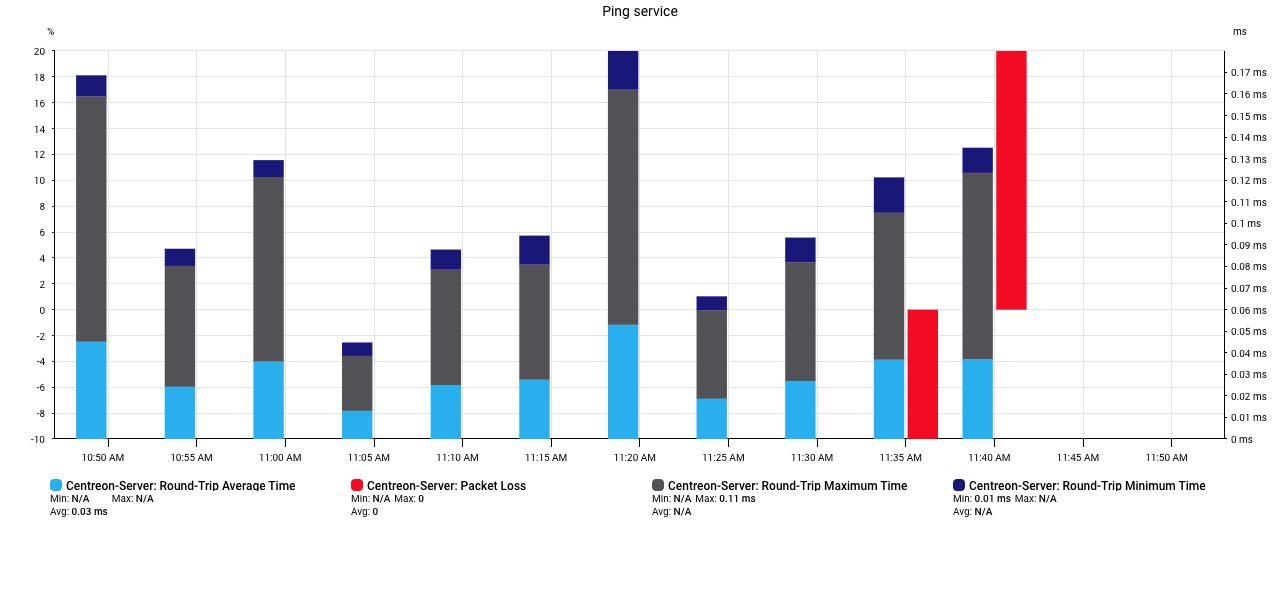 Ping service
%
ms
20
18
16
14
12
10
8
6
4
2
0
-2
-4
-6
-8
-10
0.17 ms
0.16 ms
0.15 ms
0.14 ms
0.13 ms
0.12 ms
0.11 ms
0.1 ms
0.09 ms
0.08 ms
0.07 ms
0.06 ms
0.05 ms
0.04 ms
0.03 ms
0.02 ms
0.01 ms
0 ms
10:50 AM 10:55 AM 11:00 AM 11:05 AM 11:10 AM 11:15 AM 11:20 AM 11:25 AM 11:30 AM 11:35 AM 11:40 AM 11:45 AM 11:50 AM
Centreon-Server: Round-Trip Average Time
Min: N/A Max: N/A
Avg: 0.03 ms
Centreon-Server: Packet Loss
Min: N/A Max: 0
Avg: 0
Centreon-Server: Round-Trip Maximum Time
Min: N/A Max: 0.11 ms
Avg: N/A
Centreon-Server: Round-Trip Minimum Time
Min: 0.01 ms Max: N/A
Avg: N/A